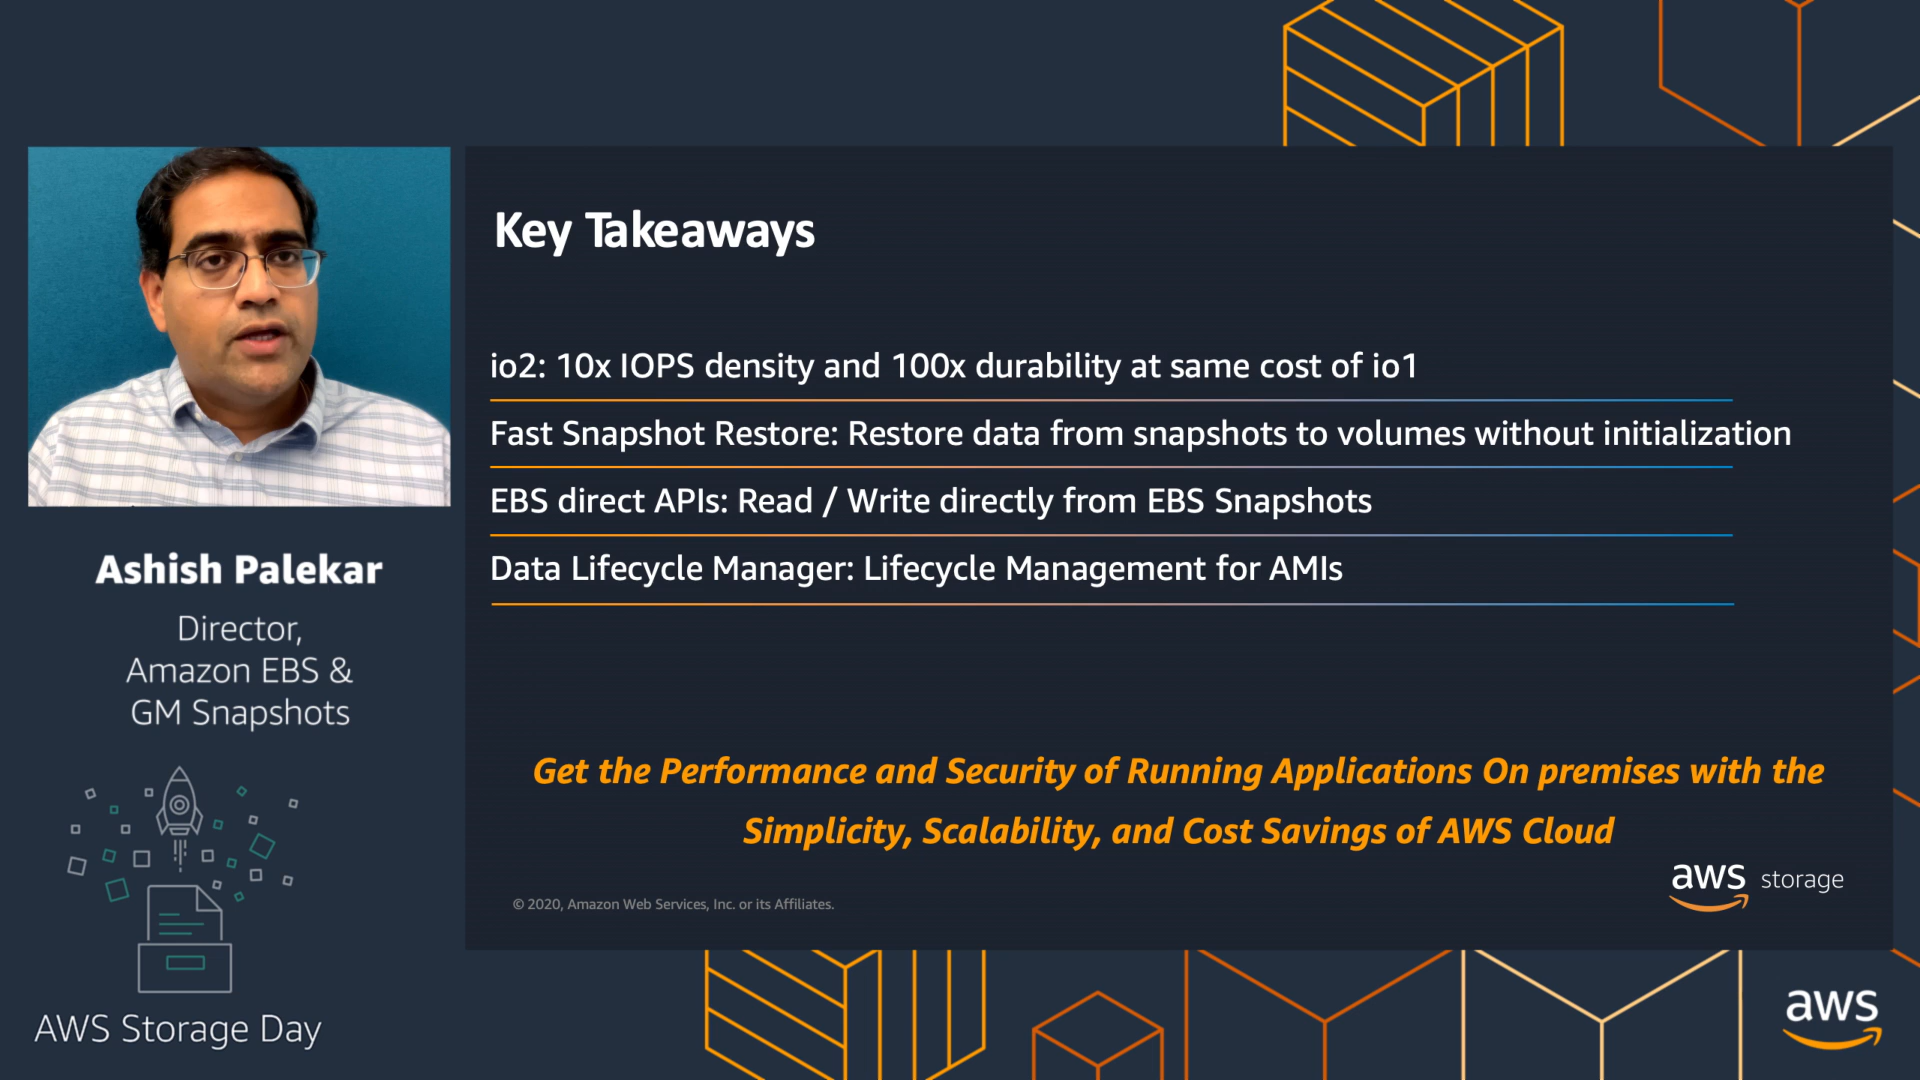 Key Takeaways
io2: 10x IOPS density and 100x durability at same cost of io1
Fast Snapshot Restore: Restore data from snapshots to volumes without initialization
EBS direct APIs: Read / Write directly from EBS Snapshots
Data Lifecycle Manager: Lifecycle Management for AMIs
Get the Performance and Security of Running Applications On premises with the
Simplicity, Scalability, and Cost Savings of AWS Cloud
© 2020, Amazon Web Services, Inc. or its Affiliates.
aws storage
Ashish Palekar
Director,
Amazon EBS &
GM Snapshots
AWS Storage Day
aws